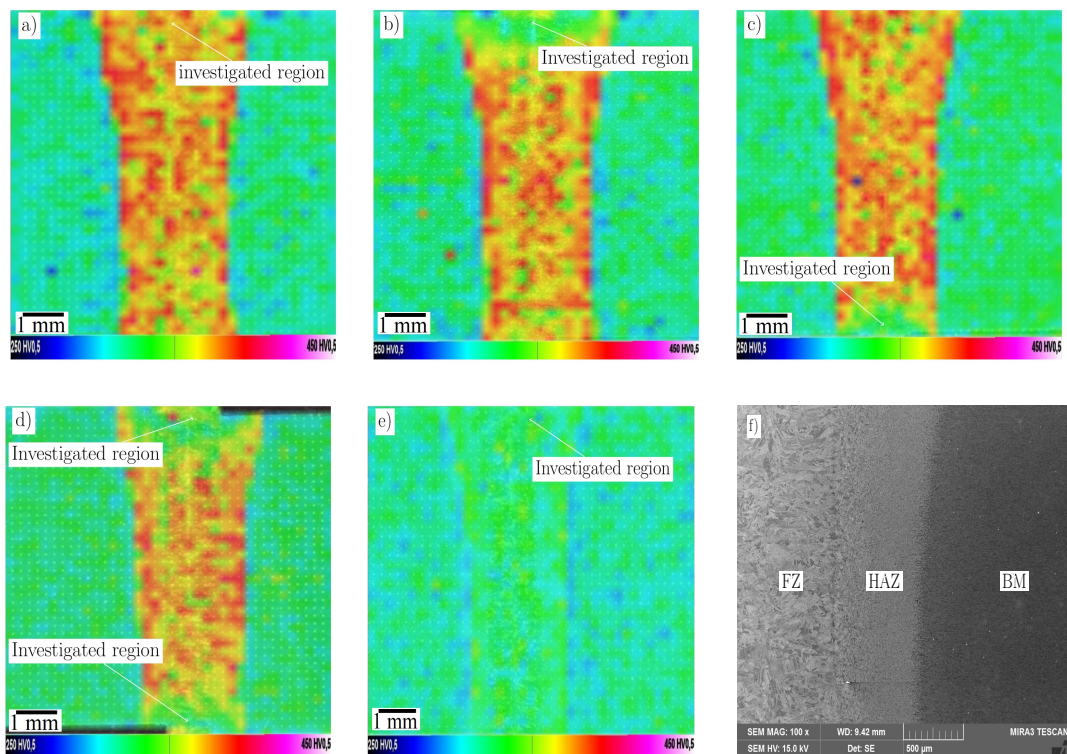 a)
investigated region
1 mm
250 HV0,5
450 HV0,5
b)
Investigated region
1 mm
250 HV0,5
450 HV0,5
c)
Investigated region
1 mm
250 HV0,5
450 HV0,5
d)
Investigated region
Investigated region
1 mm
250 HV0,5
450 HV0,5
e)
Investigated region
1 mm
250 HV0,5
450 HV0,5
f)
FZ
HAZ
BM
SEM MAG: 100 x
WD: 9.42 mm
MIRA3 TESCAN
SEM HV: 15.0 kV
Det: SE
500 µm